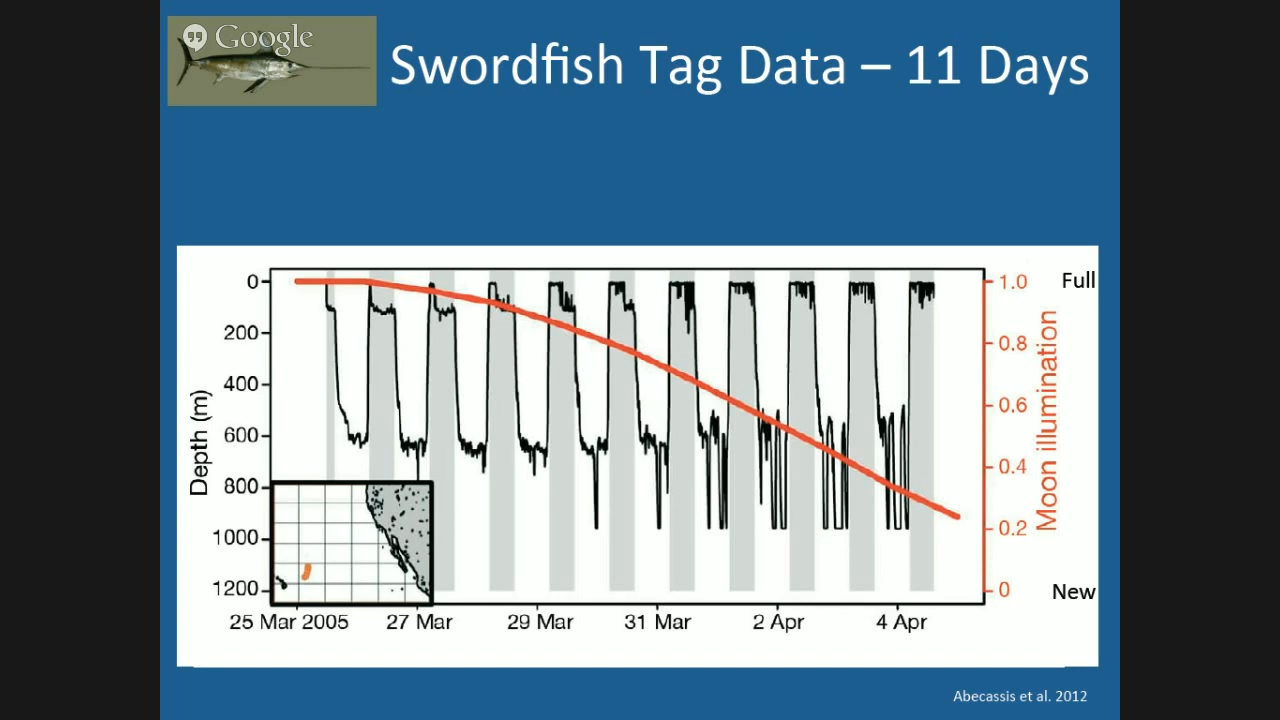 Google
Swordfish Tag Data – 11 Days
0
200
400
600
800
1000
1200
Depth (m)
1.0
0.8
0.6
0.4
0.2
0
Moon illumination
Full
New
25 Mar 2005
27 Mar
29 Mar
31 Mar
2 Apr
4 Apr
Abecassis et al. 2012